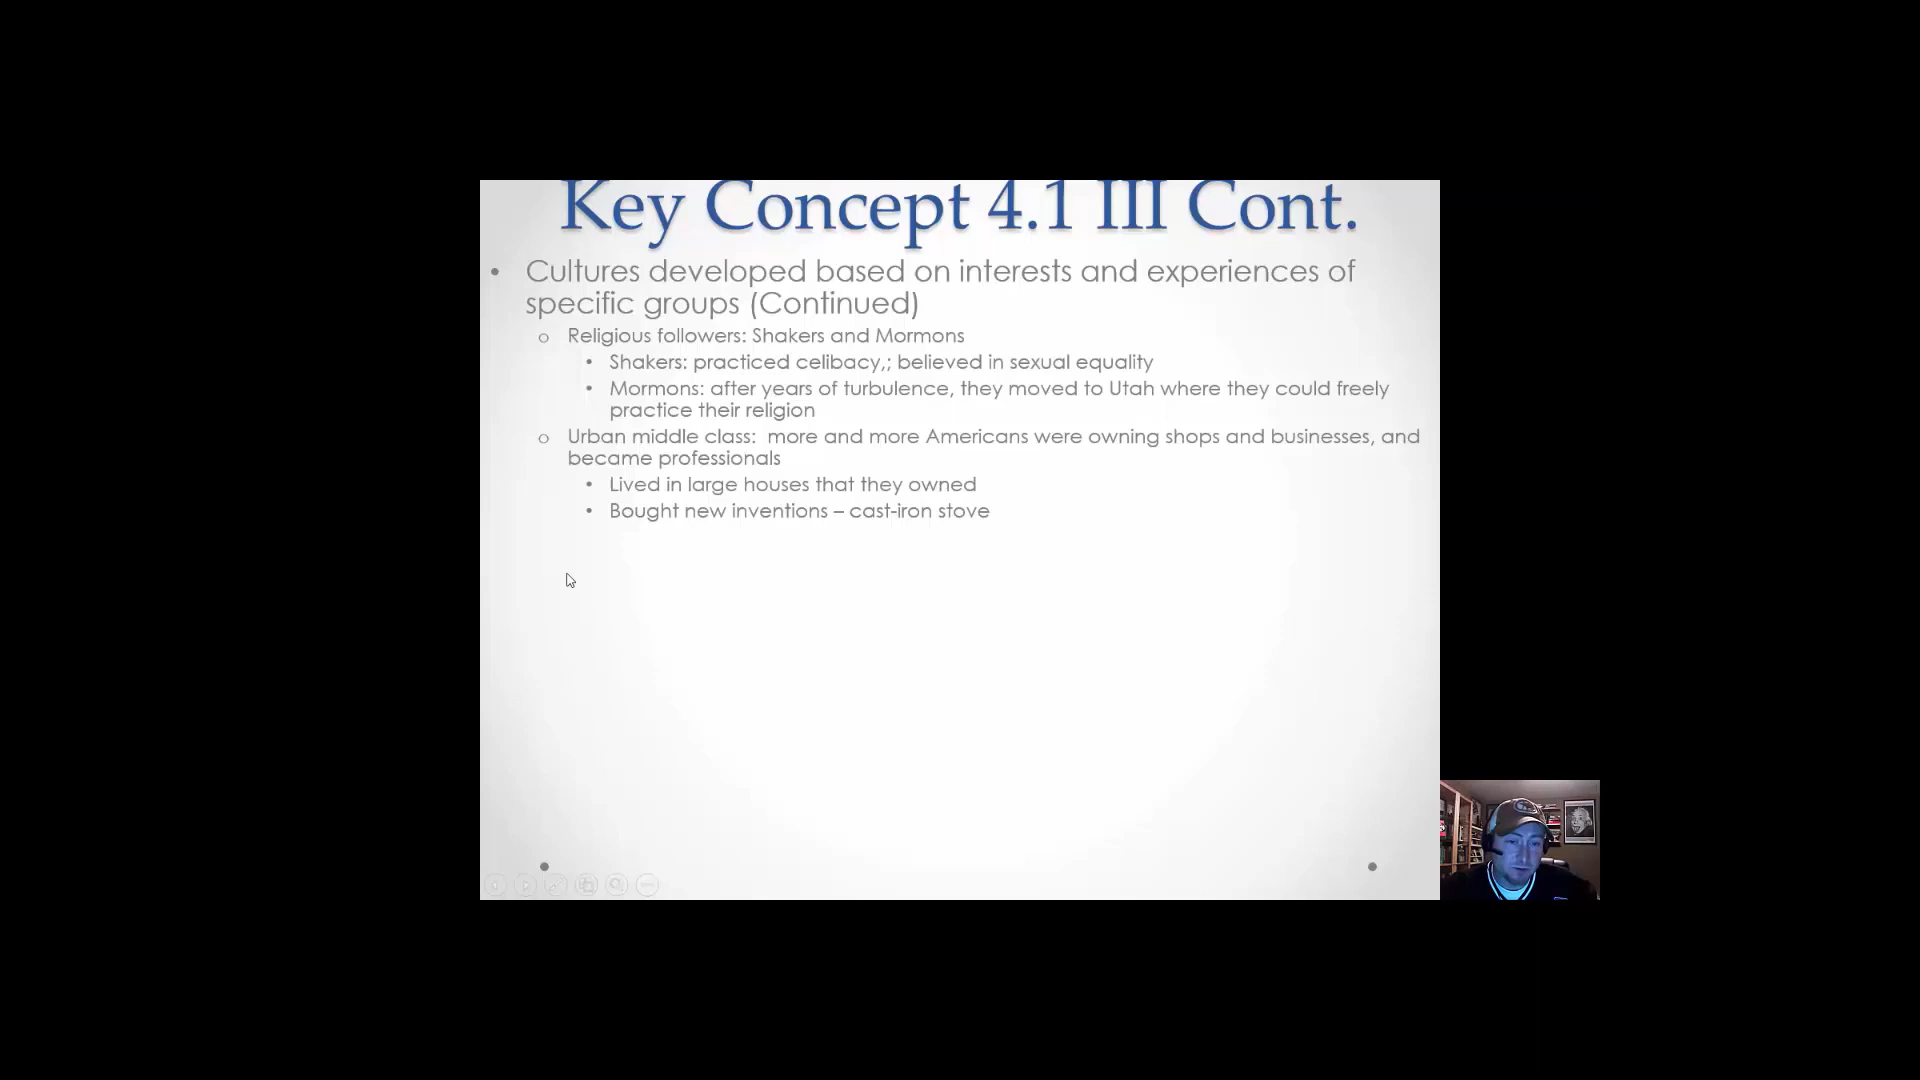 Key Concept 4.1 III Cont.
• Cultures developed based on interests and experiences of
specific groups (Continued)
o Religious followers: Shakers and Mormons
• Shakers: practiced celibacy,; believed in sexual equality
• Mormons: after years of turbulence, they moved to Utah where they could freely
practice their religion
o Urban middle class:  more and more Americans were owning shops and businesses, and
became professionals
• Lived in large houses that they owned
• Bought new inventions – cast-iron stove